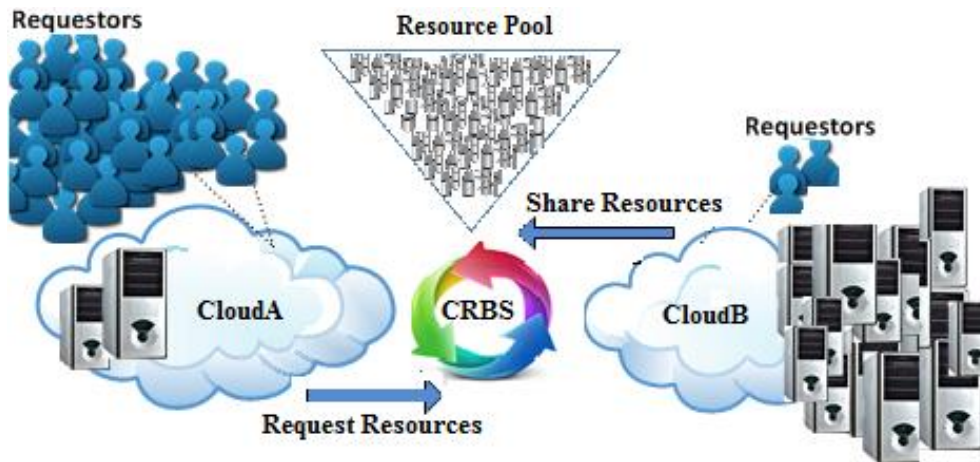 Requestors
Resource Pool
Requestors
Share Resources
CloudA
CRBS
CloudB
Request Resources